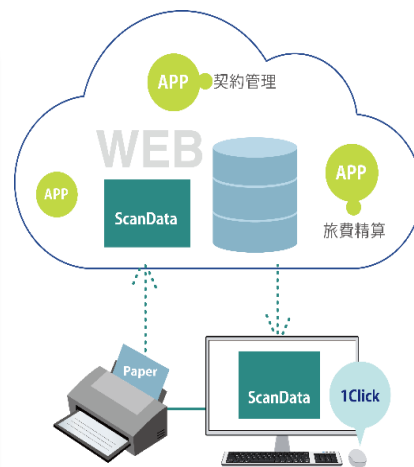 APP
契約管理
WEB
APP
APP
ScanData
旅費精算
Paper
ScanData
1Click